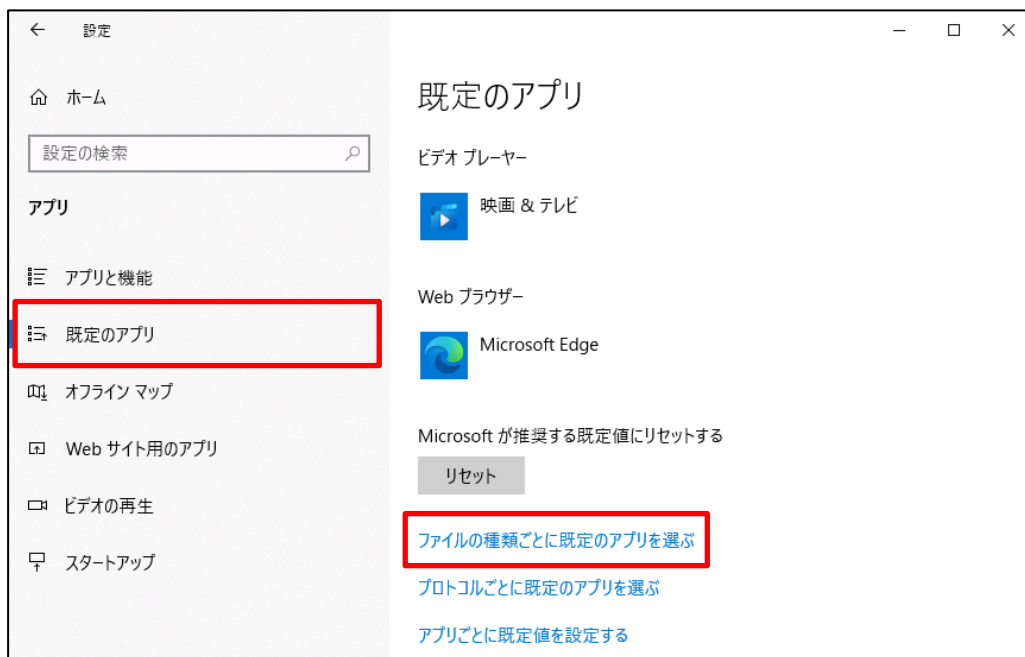 設定
ホーム
設定の検索
アプリ
アプリと機能
既定のアプリ
オフライン マップ
Web サイト用のアプリ
ビデオの再生
スタートアップ
既定のアプリ
ビデオ プレーヤー
映画 & テレビ
Web ブラウザー
Microsoft Edge
Microsoft が推奨する既定値にリセットする
リセット
ファイルの種類ごとに既定のアプリを選ぶ
プロトコルごとに既定のアプリを選ぶ
アプリごとに既定値を設定する